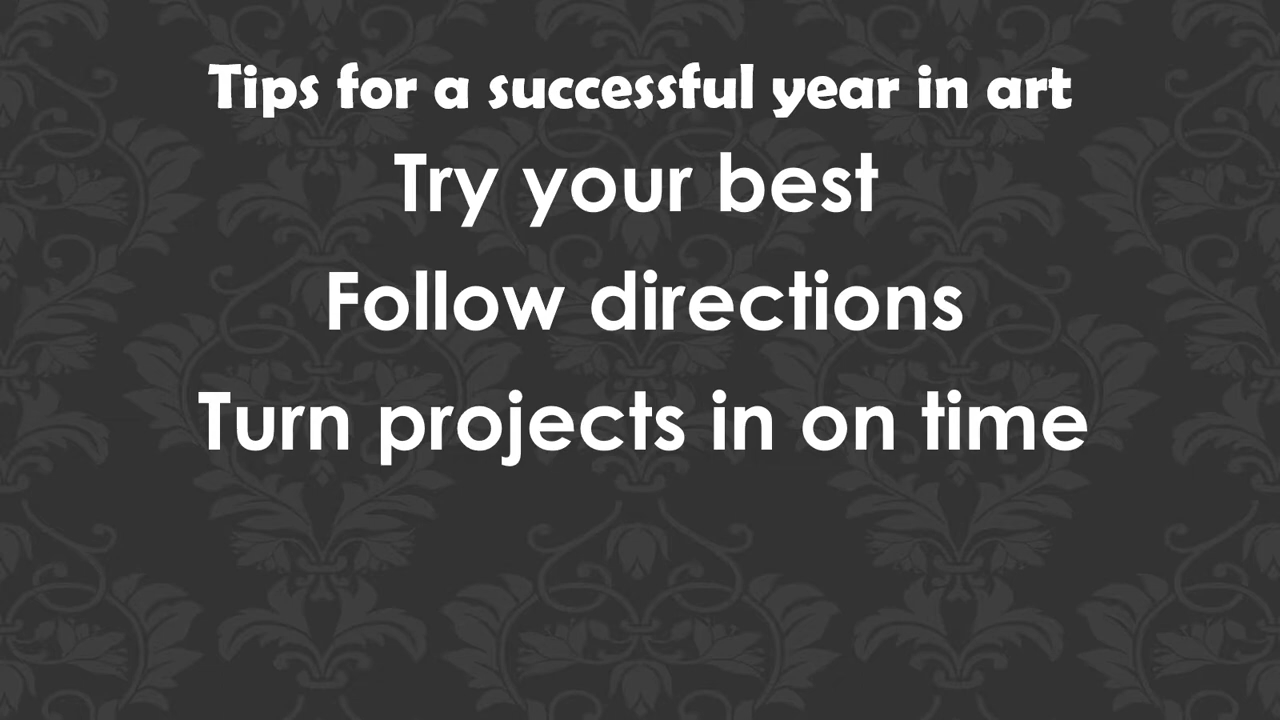 Tips for a successful year in art
Try your best
Follow directions
Turn projects in on time